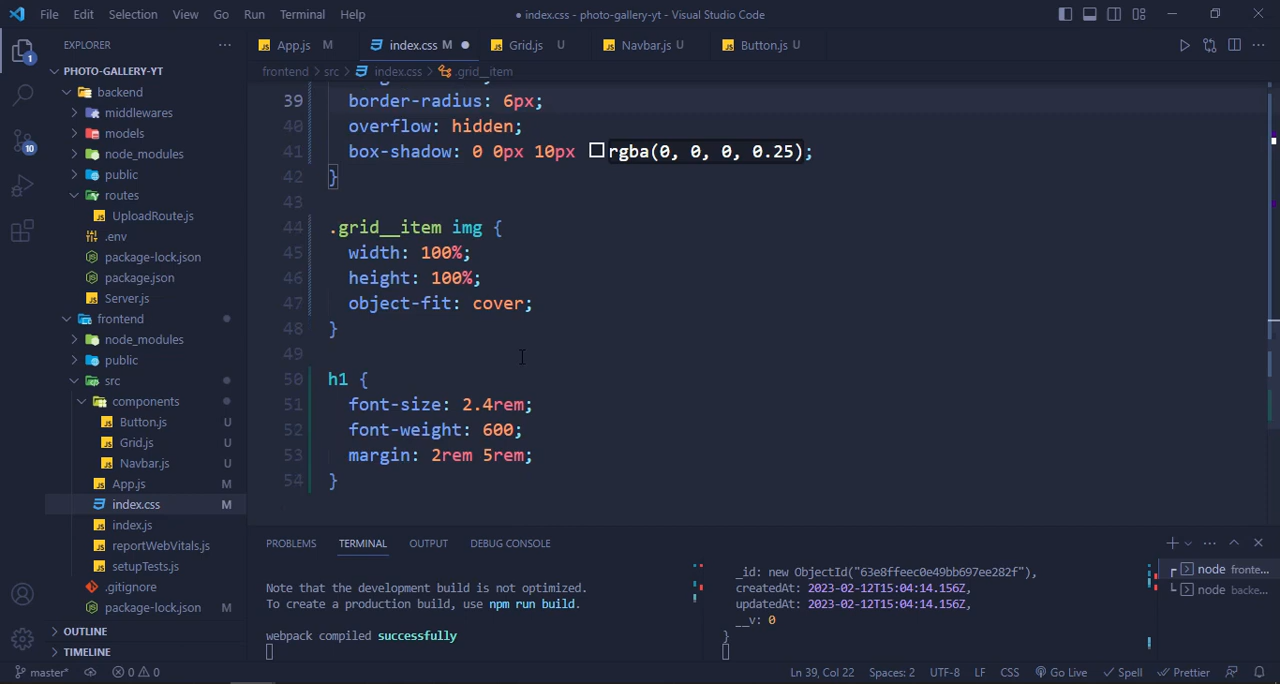 File Edit Selection View Go Run Terminal Help
● index.css - photo-gallery-yt - Visual Studio Code
EXPLORER
App.js M
index.css M
Grid.js U
Navbar.js U
Button.js U
frontend > src > index.css > .grid__item
PHOTO-GALLERY-YT
backend
middlewares
models
node_modules
public
routes
UploadRoute.js
.env
package-lock.json
package.json
Server.js
frontend
node_modules
public
src
components
Button.js U
Grid.js U
Navbar.js U
App.js M
index.css M
index.js
reportWebVitals.js
setupTests.js
.gitignore
package-lock.json M
OUTLINE
TIMELINE
1
10
39 border-radius: 6px;
40 overflow: hidden;
41 box-shadow: 0 0px 10px rgba(0, 0, 0, 0.25);
42 }
43
44 .grid__item img {
45 width: 100%;
46 height: 100%;
47 object-fit: cover;
48 }
49
50 h1 {
51 font-size: 2.4rem;
52 font-weight: 600;
53 margin: 2rem 5rem;
54 }
PROBLEMS TERMINAL OUTPUT DEBUG CONSOLE
Note that the development build is not optimized.
To create a production build, use npm run build.
webpack compiled successfully
_id: new ObjectId("63e8ffeec0e49bb697ee282f"),
createdAt: 2023-02-12T15:04:14.156Z,
updatedAt: 2023-02-12T15:04:14.156Z,
__v: 0
}
node fronte...
node backe...
master* 0 0 Ln 39, Col 22 Spaces: 2 UTF-8 LF CSS Go Live Spell Prettier